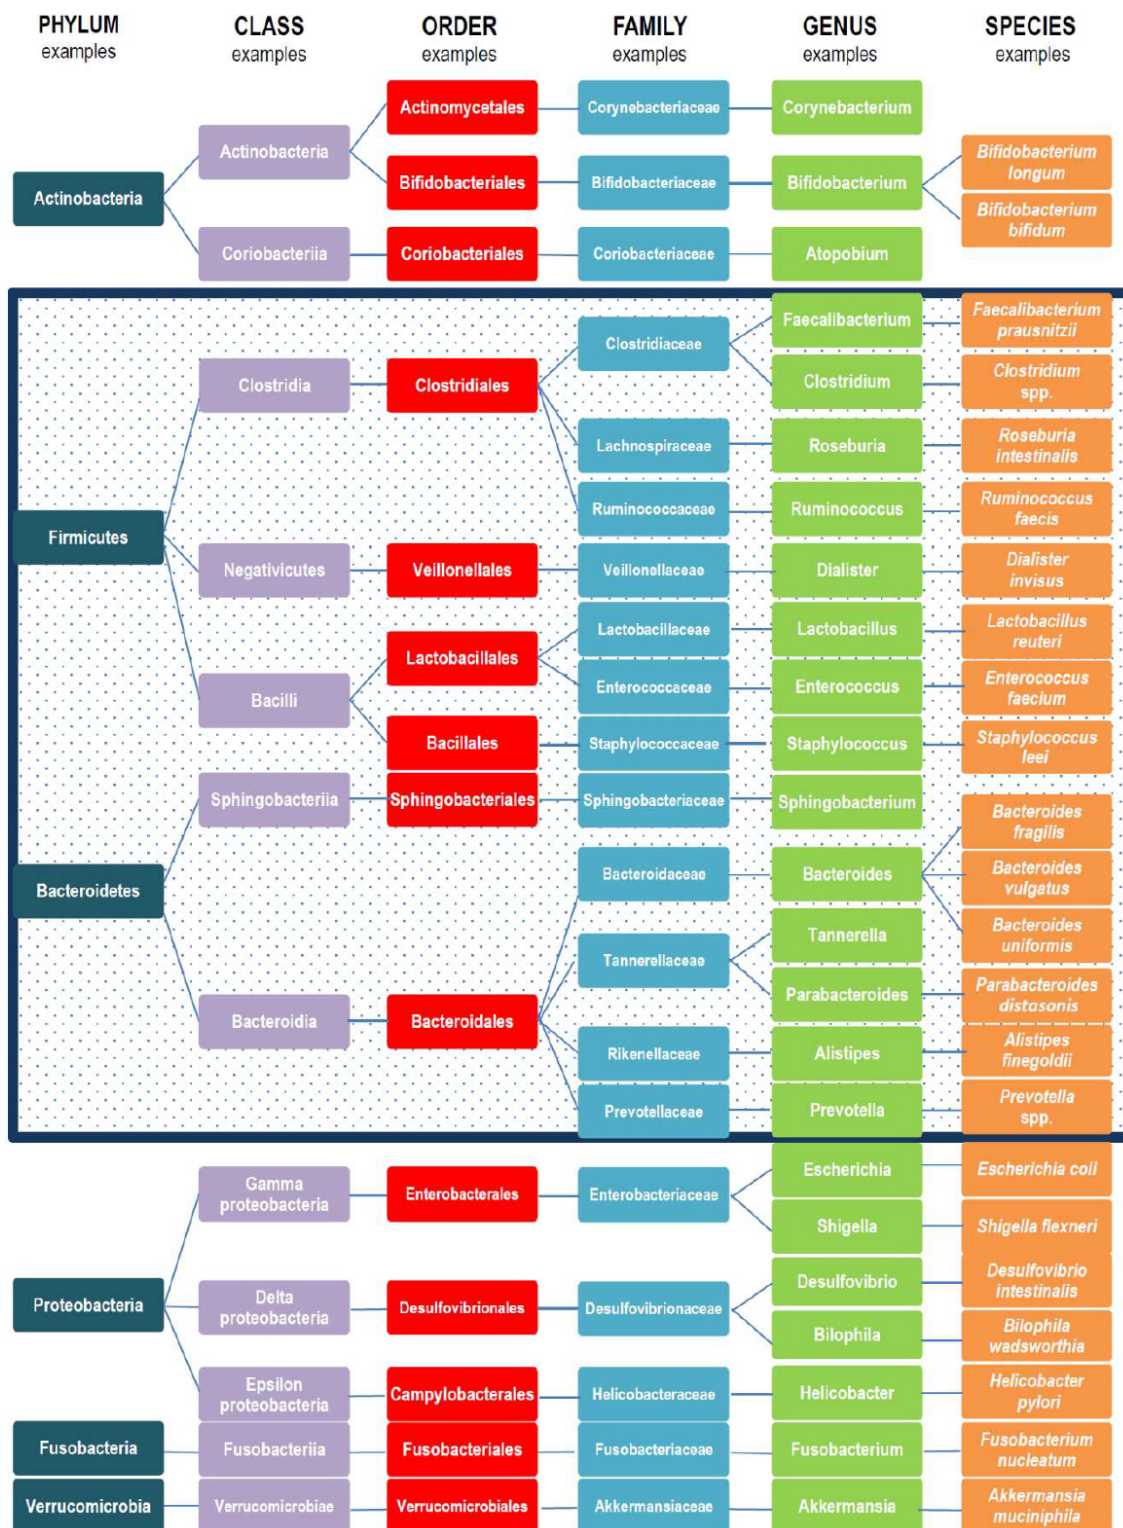 PHYLUM CLASS ORDER FAMILY GENUS SPECIES
examples examples examples examples examples examples
Actinomycetales Corynebacteriaceae Corynebacterium
Actinobacteria
Bifidobacterium
longum
Bifidobacteriales Bifidobacteriaceae Bifidobacterium
Actinobacteria
Bifidobacterium
bifidum
Coriobacteriia Coriobacteriales Coriobacteriaceae Atopobium
Faecalibacterium
Faecalibacterium
prausnitzii
Clostridiaceae
Clostridia Clostridiales
Clostridium
Clostridium
spp.
Lachnospiraceae Roseburia
Roseburia
intestinalis
Ruminococcaceae Ruminococcus
Ruminococcus
faecis
Firmicutes
Negativicutes Veillonellales Veillonellaceae Dialister
Dialister
invisus
Lactobacillaceae Lactobacillus
Lactobacillus
reuteri
Lactobacillales
Enterococcaceae Enterococcus
Enterococcus
faecium
Bacilli
Bacillales Staphylococcaceae Staphylococcus
Staphylococcus
leei
Sphingobacteriia Sphingobacteriales Sphingobacteriaceae Sphingobacterium
Bacteroides
fragilis
Bacteroidetes
Bacteroidaceae Bacteroides
Bacteroides
vulgatus
Bacteroides
uniformis
Tannerella
Tannerellaceae
Parabacteroides
Parabacteroides
distasonis
Bacteroidia Bacteroidales
Rikenellaceae Alistipes
Alistipes
finegoldii
Prevotellaceae Prevotella
Prevotella
spp.
Gamma
proteobacteria
Enterobacterales Enterobacteriaceae
Escherichia Escherichia coli
Shigella Shigella flexneri
Proteobacteria
Delta
proteobacteria
Desulfovibrionales Desulfovibrionaceae
Desulfovibrio
Desulfovibrio
intestinalis
Bilophila
Bilophila
wadsworthia
Epsilon
proteobacteria
Campylobacterales Helicobacteraceae Helicobacter
Helicobacter
pylori
Fusobacteria Fusobacteriia Fusobacteriales Fusobacteriaceae Fusobacterium
Fusobacterium
nucleatum
Verrucomicrobia Verrucomicrobiae Verrucomicrobiales Akkermansiaceae Akkermansia
Akkermansia
muciniphila